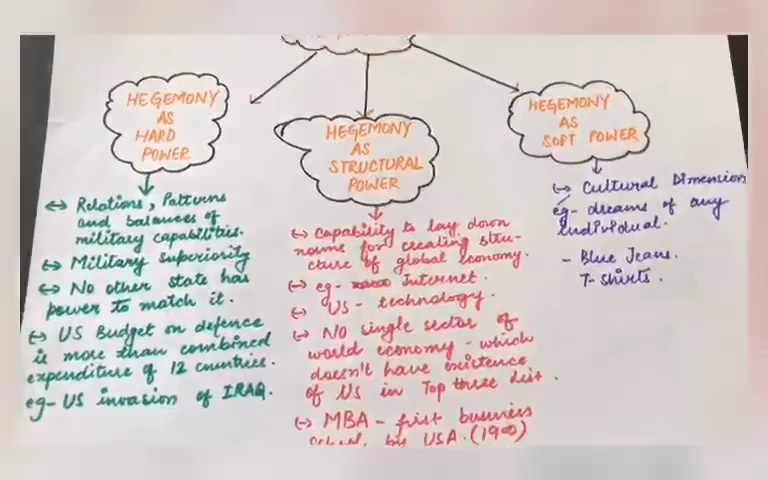 HEGEMONY
AS
HARD
POWER
↔ Relations, Patterns
and balances of
military capabilities.
↔ Military Superiority
↔ No other state has
power to match it.
↔ US Budget on defence
is more than combined
expenditure of 12 countries.
eg- US invasion of IRAQ.
HEGEMONY
AS
STRUCTURAL
POWER
↔ Capability to lay down
norms for creating stru-
cture of global economy.
↔ eg- Internet.
↔ US - technology.
↔ No single sector of
world economy - which
doesn't have existence
of US in Top three list.
↔ MBA - first business
school, by USA. (1900)
HEGEMONY
AS
SOFT POWER
↔ Cultural Dimension
eg- dreams of any
individual.
- Blue Jeans.
T-shirts.